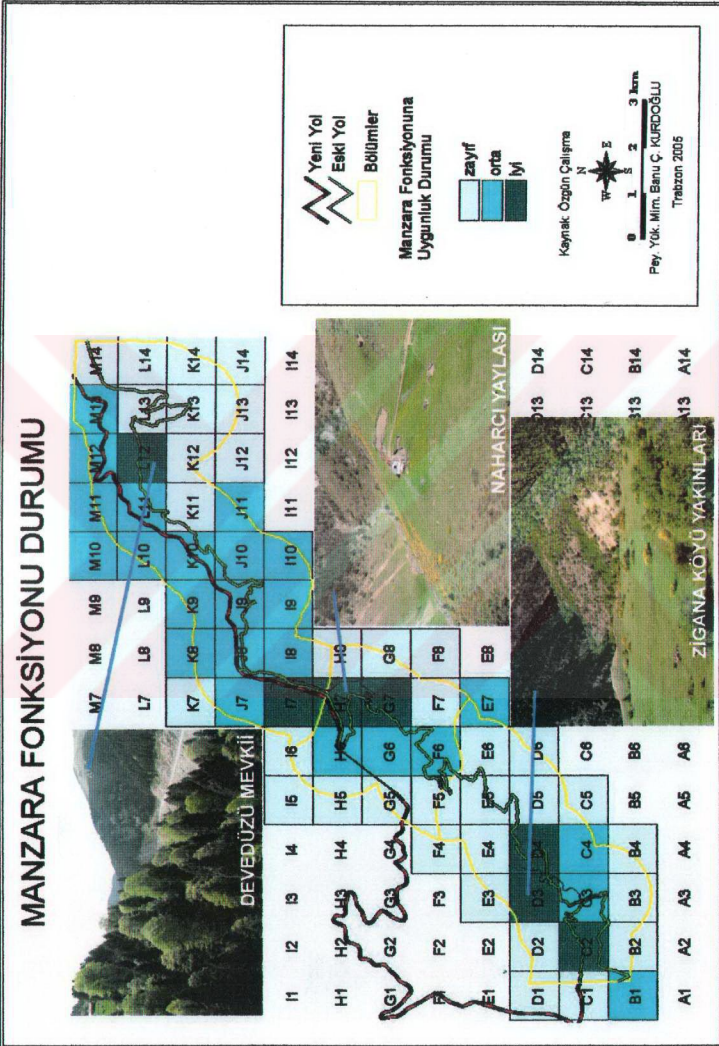 MANZARA FONKSİYONU DURUMU
DEVEDÜZÜ MEVKİİ
M7 M8 M9 M10 M11 M12 M13 M14
L7 L8 L9 L10 L11 L12 L13 L14
K7 K8 K9 K10 K11 K12 K13 K14
J7 J8 J9 J10 J11 J12 J13 J14
I1 I2 I3 I4 I5 I6 I7 I8 I9 I10 I11 I12 I13 I14
H1 H2 H3 H4 H5 H6 H7 H8
G1 G2 G3 G4 G5 G6 G7 G8
F1 F2 F3 F4 F5 F6 F7 F8
E1 E2 E3 E4 E5 E6 E7 E8
D1 D2 D3 D4 D5 D6 D13 D14
C1 C2 C3 C4 C5 C6 C13 C14
B1 B2 B3 B4 B5 B6 B13 B14
A1 A2 A3 A4 A5 A6 A13 A14
NAHARCI YAYLASI
ZİGANA KÖYÜ YAKINLARI
Yeni Yol
Eski Yol
Bölümler
Manzara Fonksiyonuna
Uygunluk Durumu
zayıf
orta
iyi
Kaynak: Özgün Çalışma
N
W E
S
0 1 2 3 km
Pey. Yük. Mim. Banu Ç. KURDOĞLU
Trabzon 2005